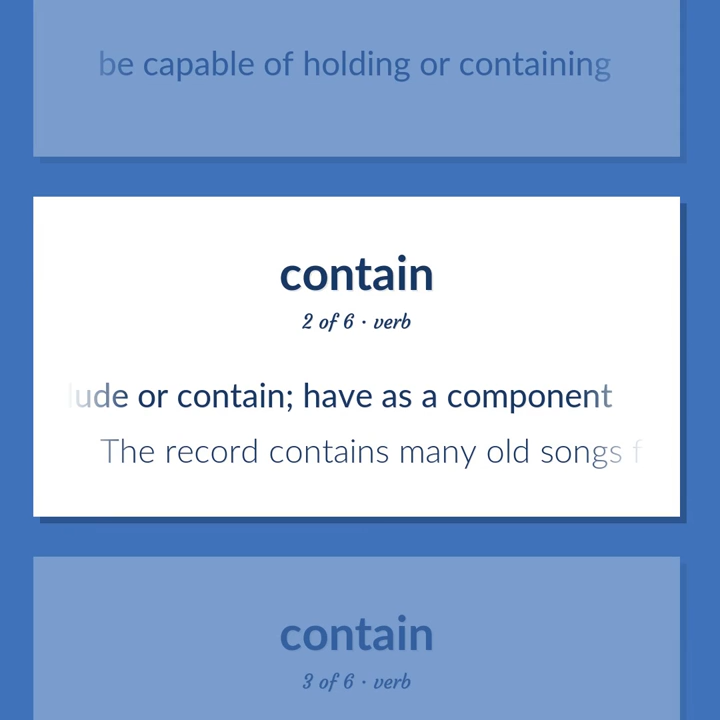 be capable of holding or containing
contain
2 of 6 · verb
lude or contain; have as a component
The record contains many old songs f
contain
3 of 6 · verb